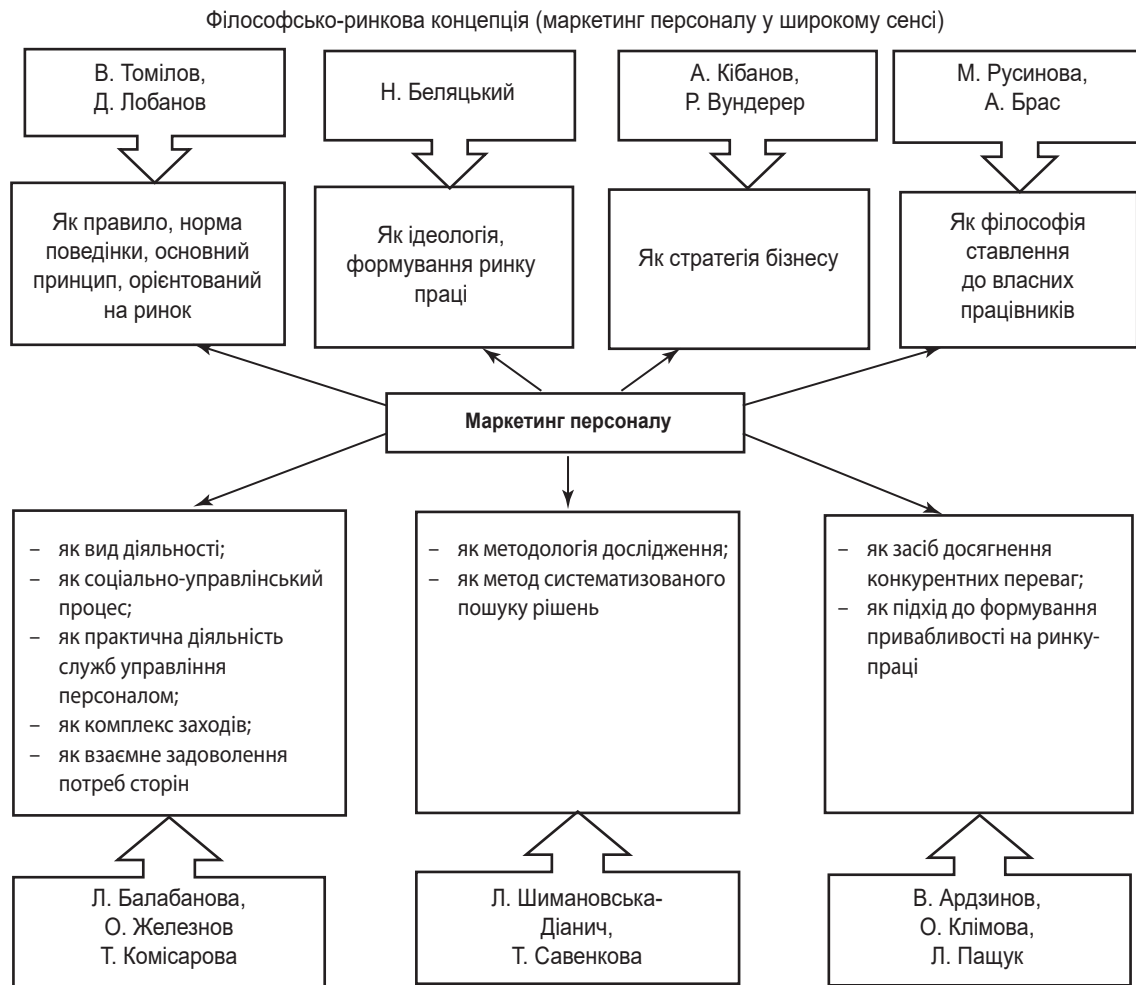 Філософсько-ринкова концепція (маркетинг персоналу у широкому сенсі)
В. Томілов,
Д. Лобанов
Н. Беляцький
А. Кібанов,
Р. Вундерер
М. Русинова,
А. Брас
Як правило, норма
поведінки, основний
принцип, орієнтований
на ринок
Як ідеологія,
формування ринку
праці
Як стратегія бізнесу
Як філософія
ставлення
до власних
працівників
Маркетинг персоналу
– як вид діяльності;
– як соціально-управлінський
процес;
– як практична діяльність
служб управління
персоналом;
– як комплекс заходів;
– як взаємне задоволення
потреб сторін
– як методологія дослідження;
– як метод систематизованого
пошуку рішень
– як засіб досягнення
конкурентних переваг;
– як підхід до формування
привабливості на ринку-
праці
Л. Балабанова,
О. Железнов
Т. Комісарова
Л. Шимановська-
Діанич,
Т. Савенкова
В. Ардзинов,
О. Клімова,
Л. Пащук